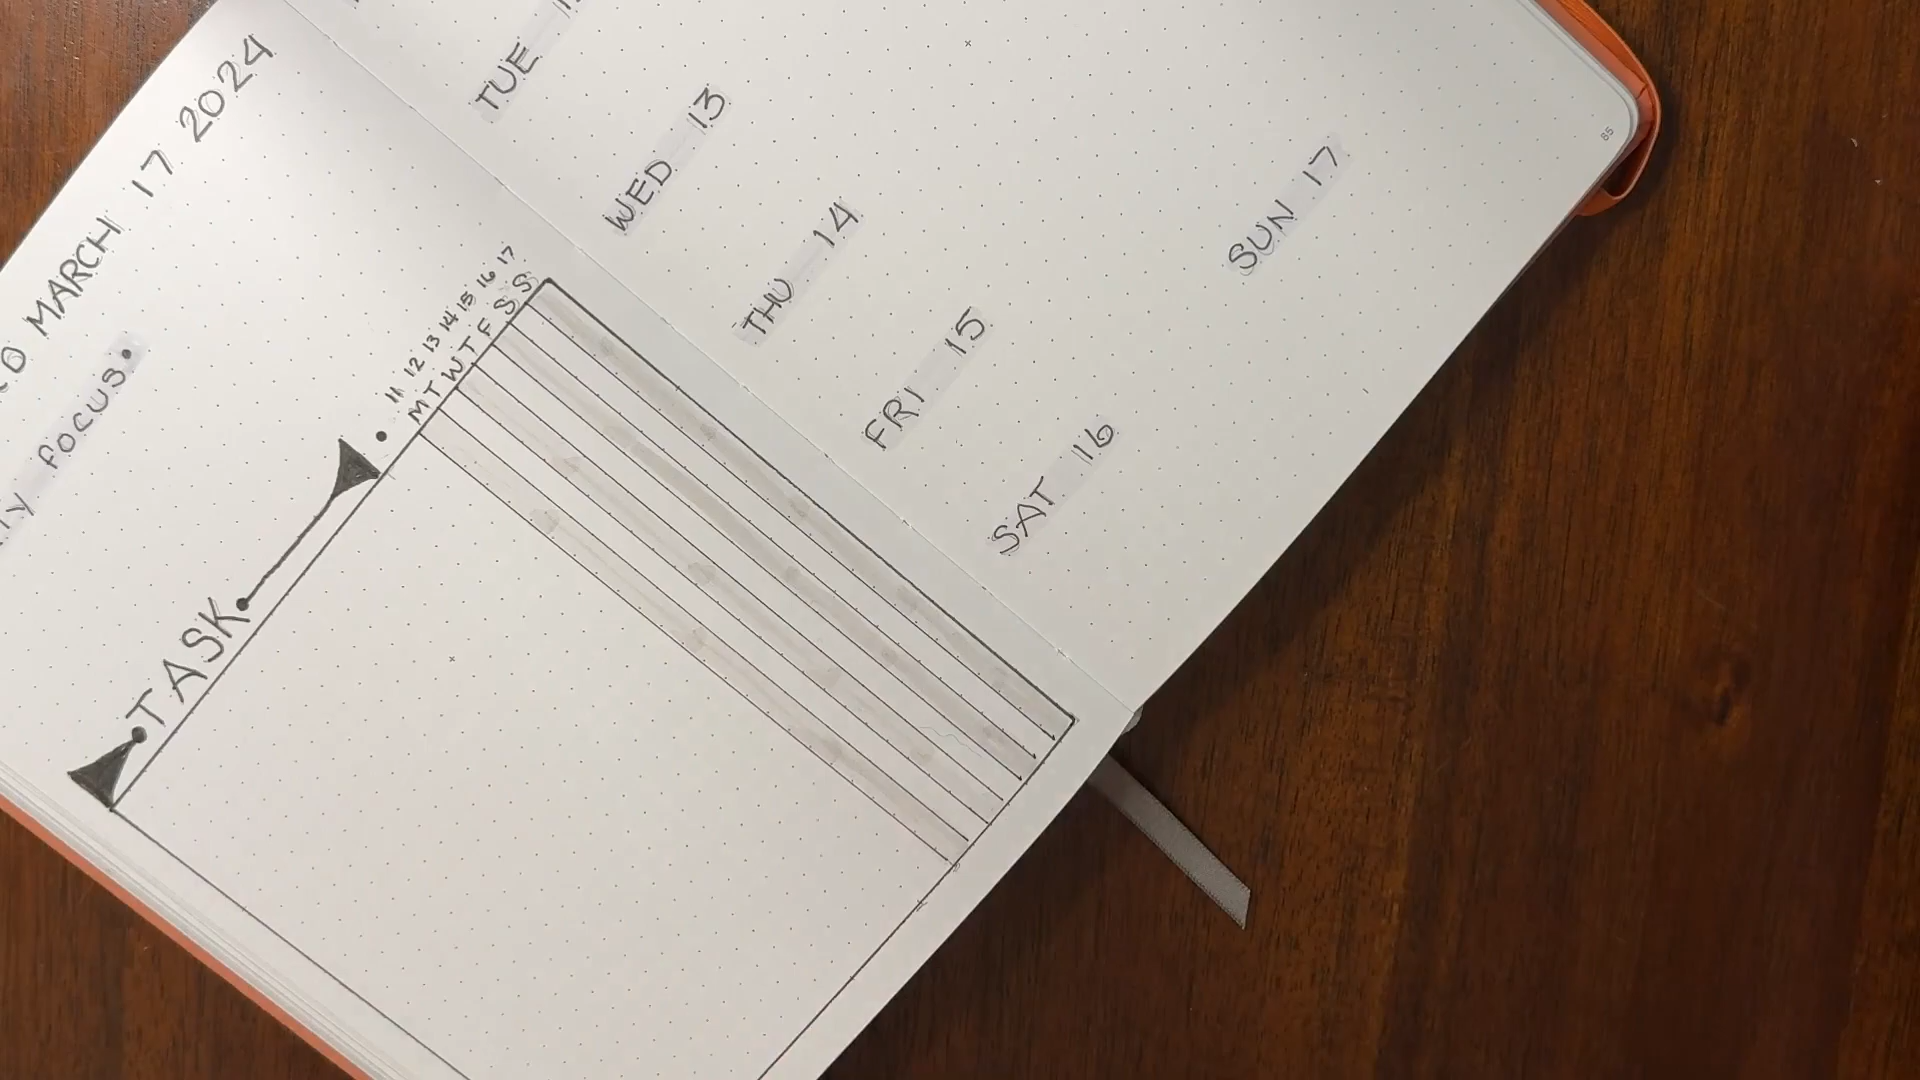 MARCH 17 2024
FOCUS.
11 12 13 14 15 16 17
M T W T F S S
TASK
TUE
WED 13
THU 14
FRI 15
SAT 16
SUN 17
85